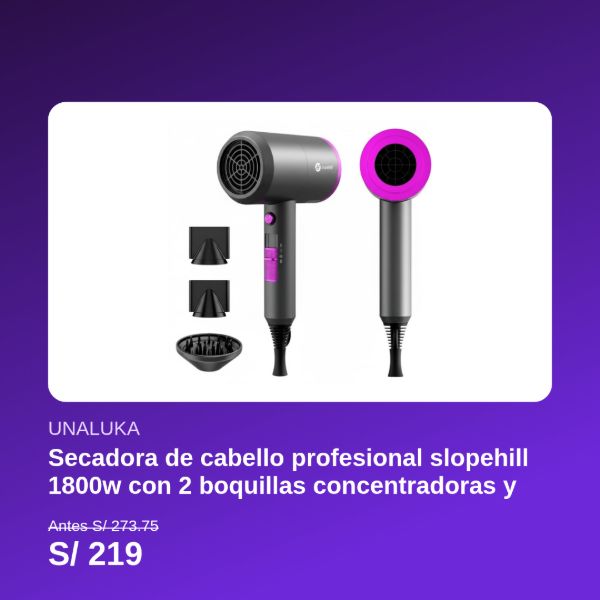 UNALUKA
Secadora de cabello profesional slopehill
1800w con 2 boquillas concentradoras y
Antes S/ 273.75
S/ 219